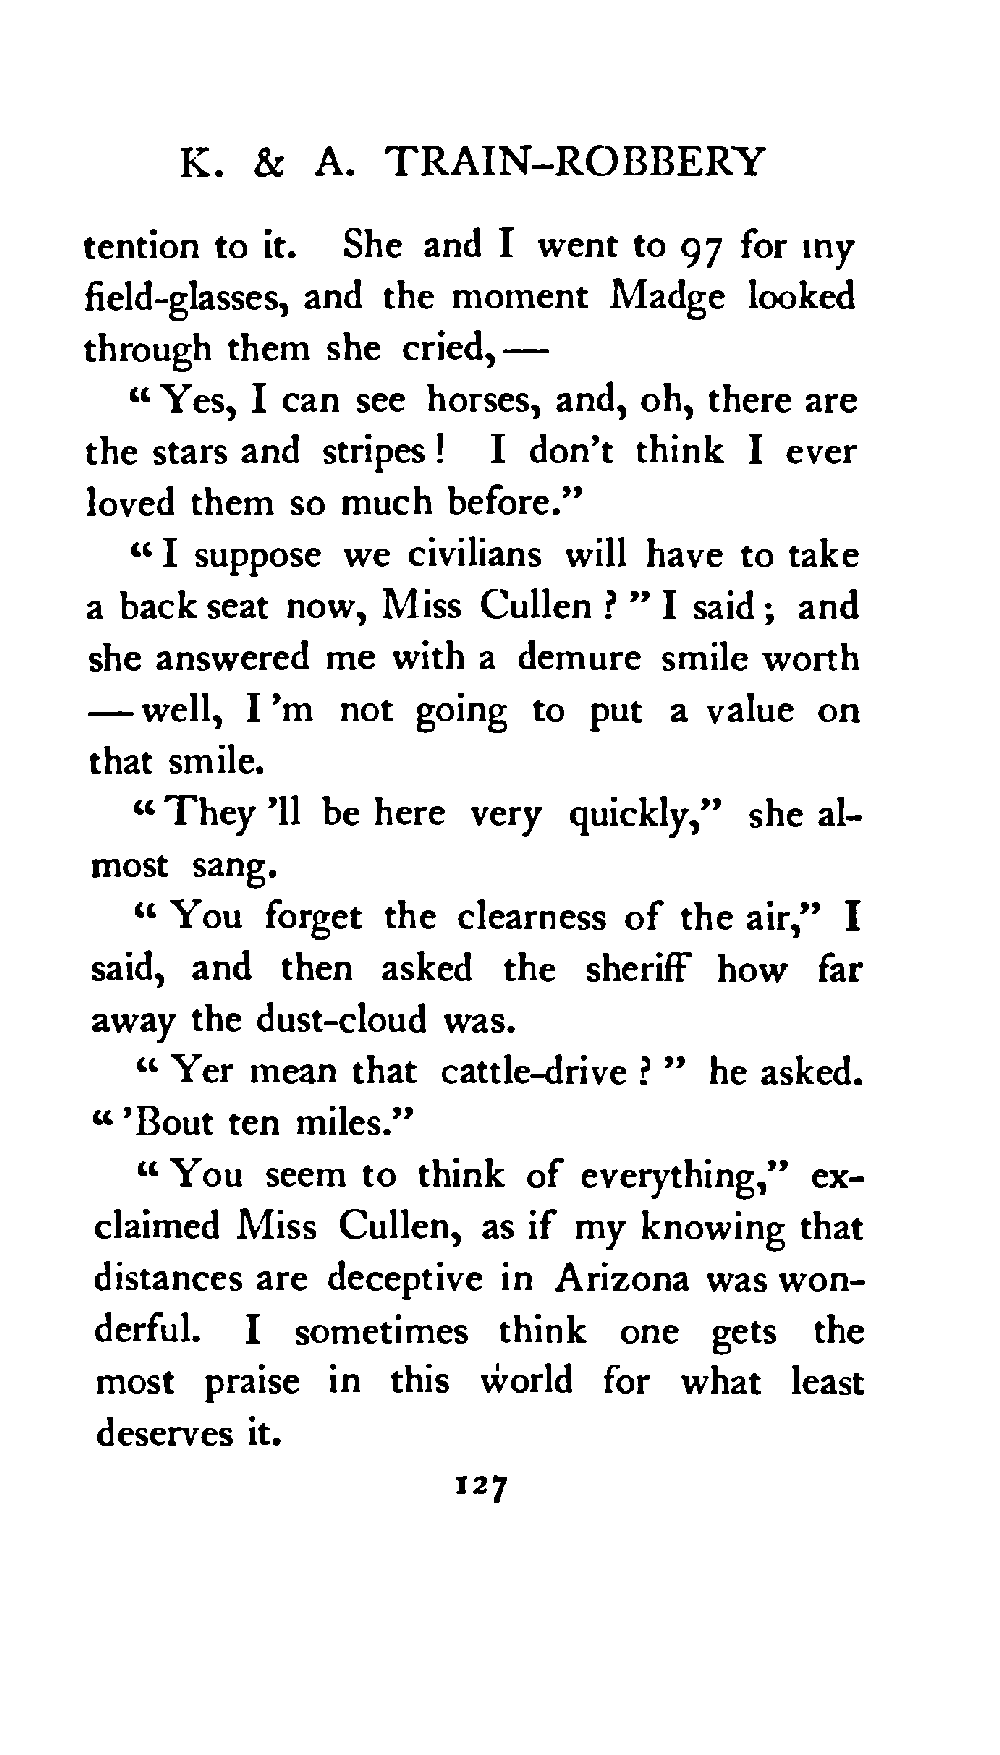 K. & A. TRAIN-ROBBERY
tention to it. She and I went to 97 for my
field-glasses, and the moment Madge looked
through them she cried,—
“Yes, I can see horses, and, oh, there are
the stars and stripes! I don’t think I ever
loved them so much before.”
“I suppose we civilians will have to take
a back seat now, Miss Cullen?” I said; and
she answered me with a demure smile worth
—well, I ’m not going to put a value on
that smile.
“They ’ll be here very quickly,” she al-
most sang.
“You forget the clearness of the air,” I
said, and then asked the sheriff how far
away the dust-cloud was.
“Yer mean that cattle-drive?” he asked.
“’Bout ten miles.”
“You seem to think of everything,” ex-
claimed Miss Cullen, as if my knowing that
distances are deceptive in Arizona was won-
derful. I sometimes think one gets the
most praise in this world for what least
deserves it.
127